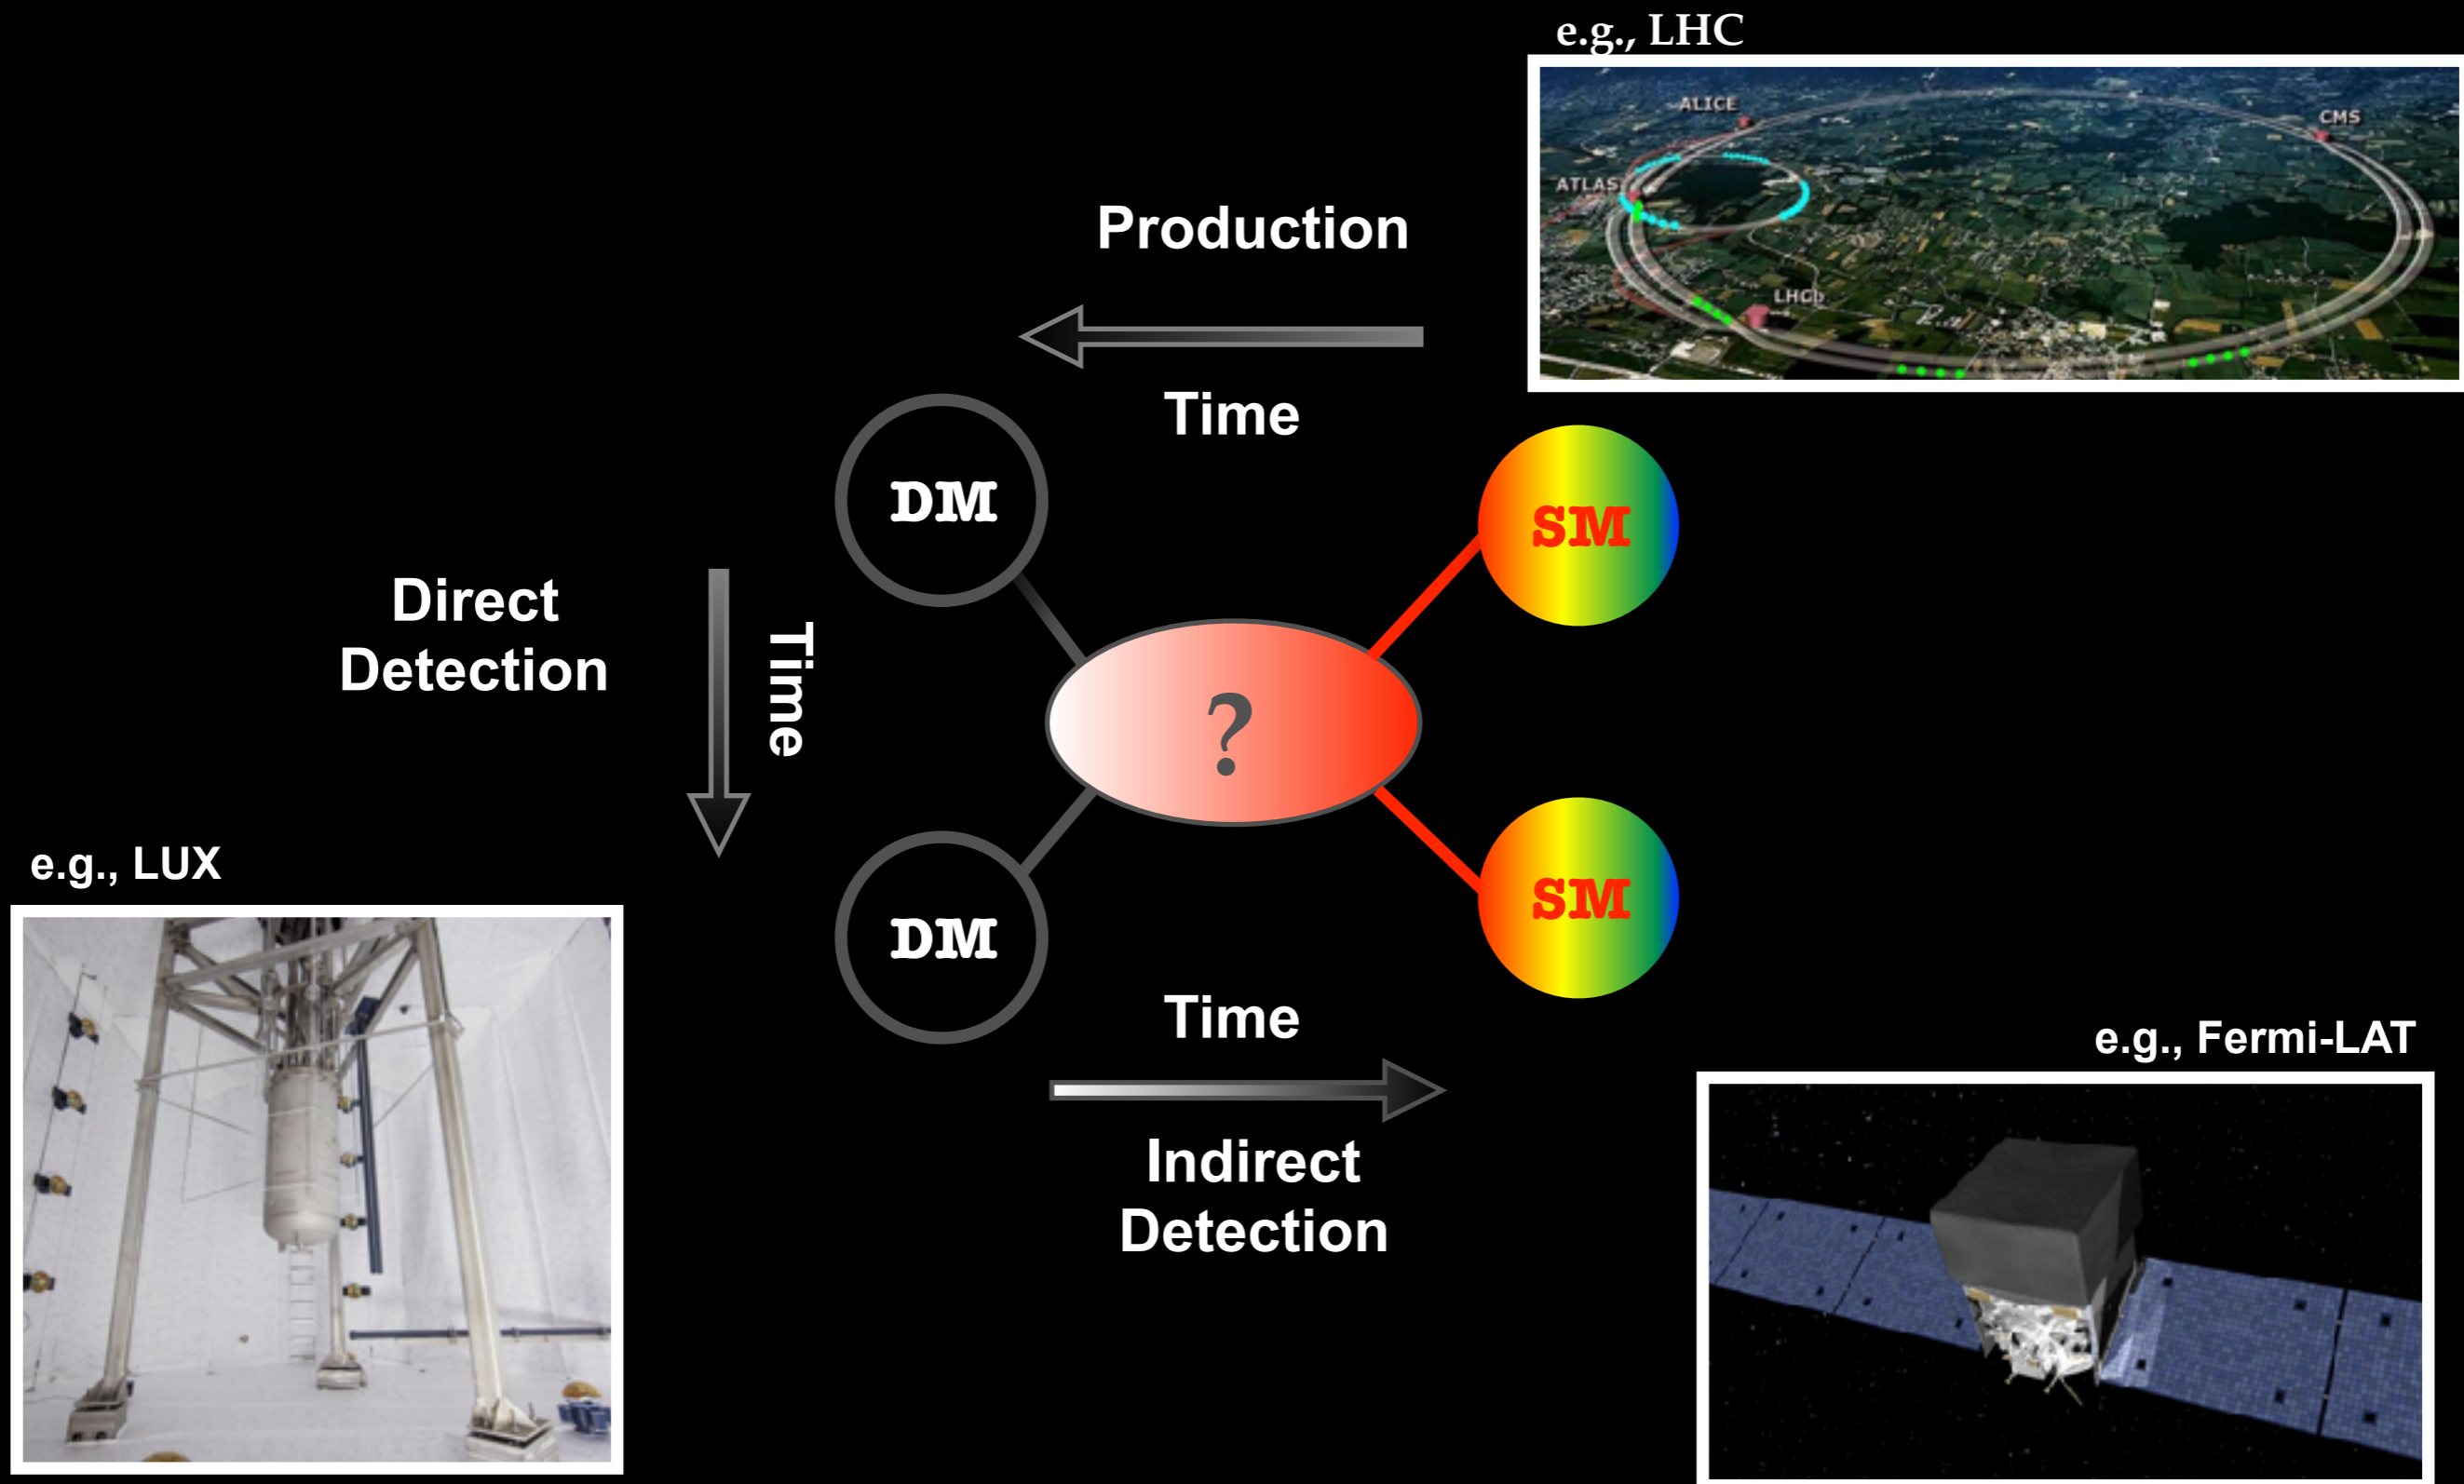 e.g., LHC
ALICE
CMS
ATLAS
LHCb
Production
Time
DM
SM
Direct
Detection
Time
?
e.g., LUX
DM
SM
Time
e.g., Fermi-LAT
Indirect
Detection